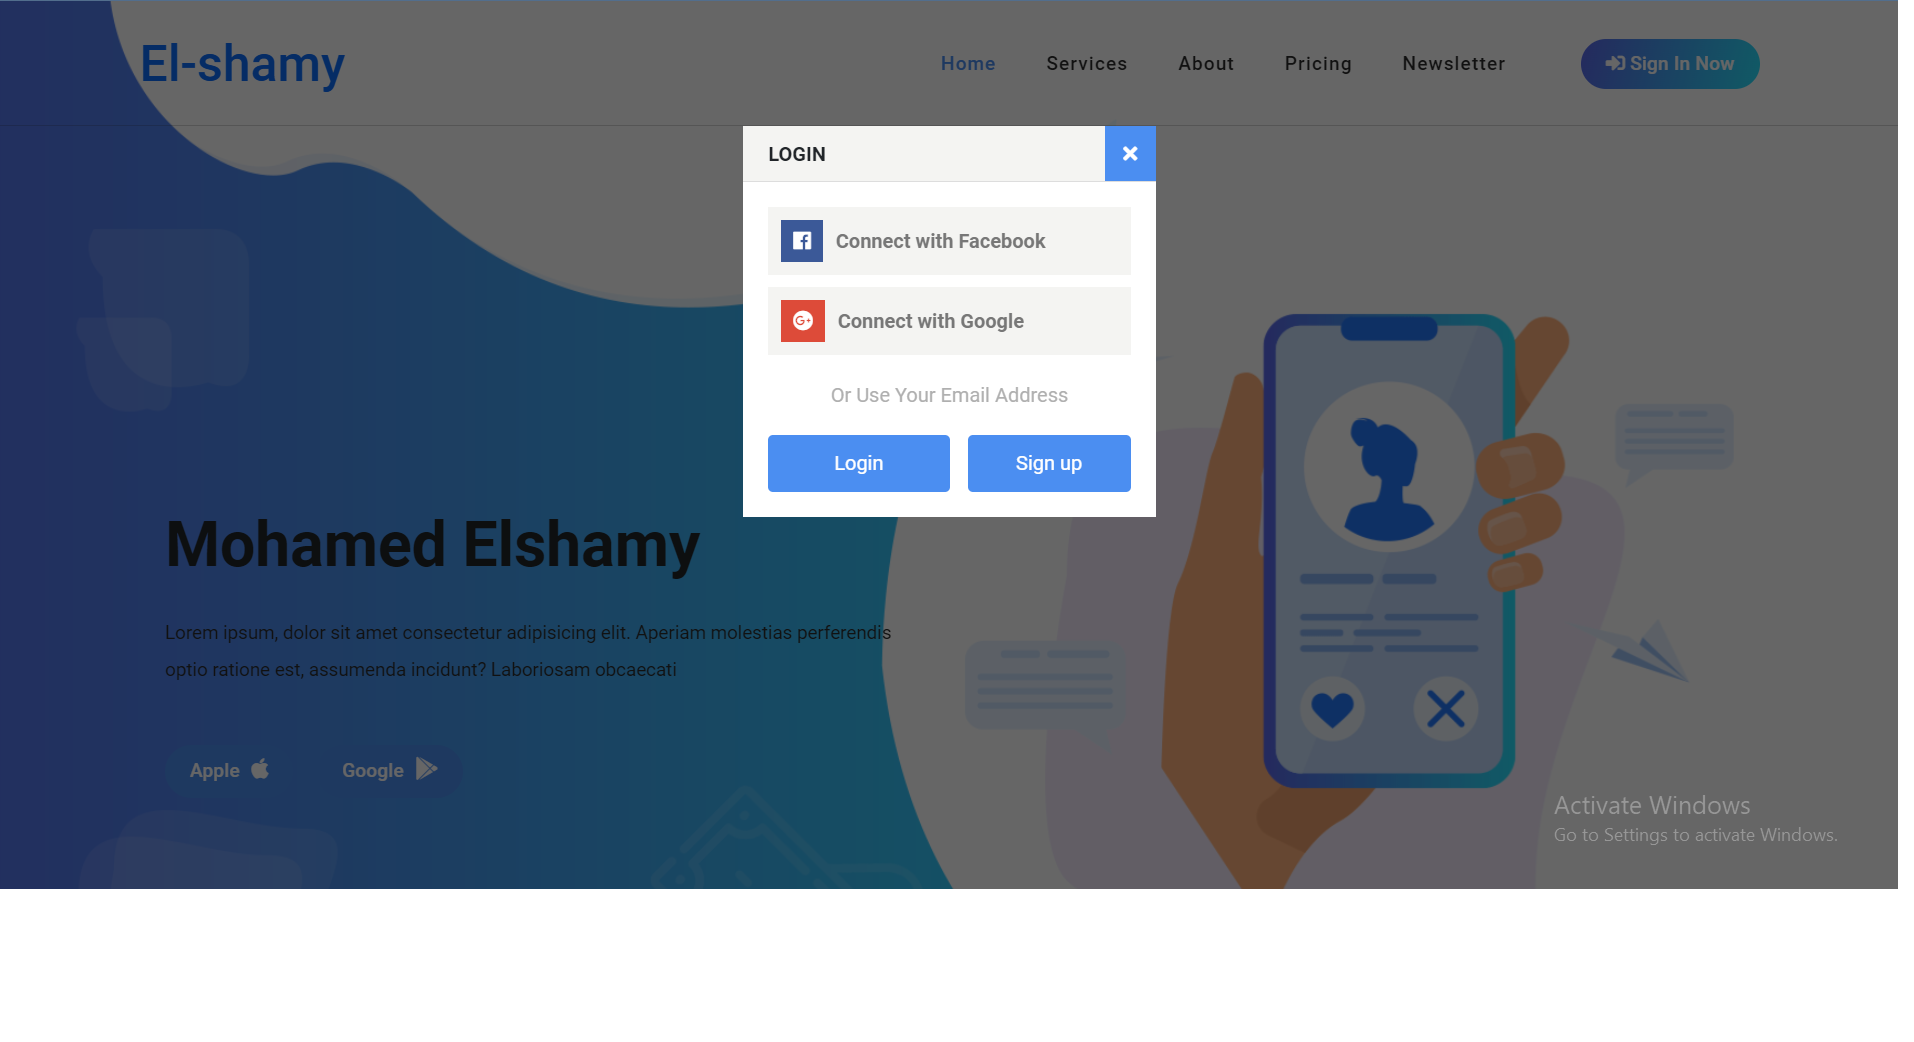 El-shamy
Home Services About Pricing Newsletter Sign In Now
LOGIN
Connect with Facebook
Connect with Google
Or Use Your Email Address
Login Sign up
Mohamed Elshamy
Lorem ipsum, dolor sit amet consectetur adipisicing elit. Aperiam molestias perferendis
optio ratione est, assumenda incidunt? Laboriosam obcaecati
Apple Google
Activate Windows
Go to Settings to activate Windows.